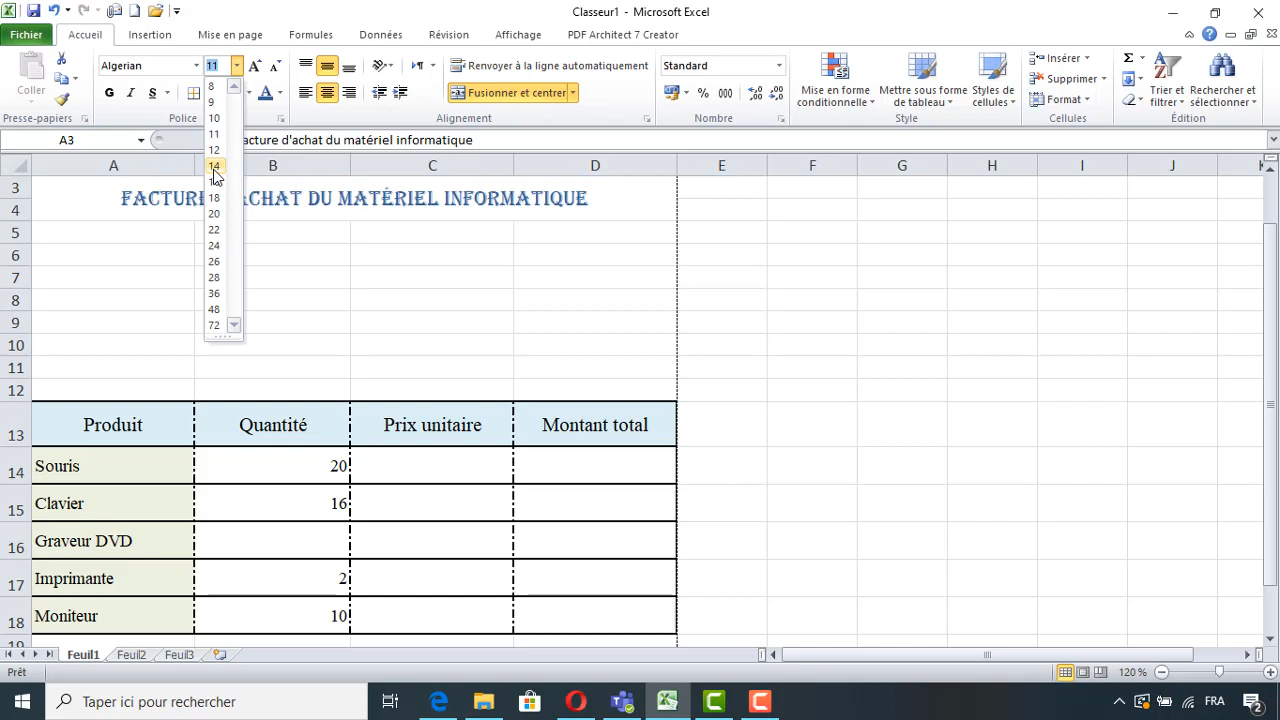 Classeur1 - Microsoft Excel
Fichier Accueil Insertion Mise en page Formules Données Révision Affichage PDF Architect 7 Creator
Coller
Presse-papiers
Algerian 11
G I S
Police
Renvoyer à la ligne automatiquement
Fusionner et centrer
Alignement
Standard
% 000
Nombre
Mise en forme conditionnelle
Mettre sous forme de tableau
Styles de cellules
Style
Insérer
Supprimer
Format
Cellules
Σ
Trier et filtrer
Rechercher et sélectionner
8
9
10
11
12
14
18
20
22
24
26
28
36
48
72
A3 acture d'achat du matériel informatique
A B C D E F G H I J K
3 FACTURE ACHAT DU MATÉRIEL INFORMATIQUE
4
5
6
7
8
9
10
11
12
13 Produit Quantité Prix unitaire Montant total
14 Souris 20
15 Clavier 16
16 Graveur DVD
17 Imprimante 2
18 Moniteur 10
19
Feuil1 Feuil2 Feuil3
Prêt 120 %
Taper ici pour rechercher FRA 2